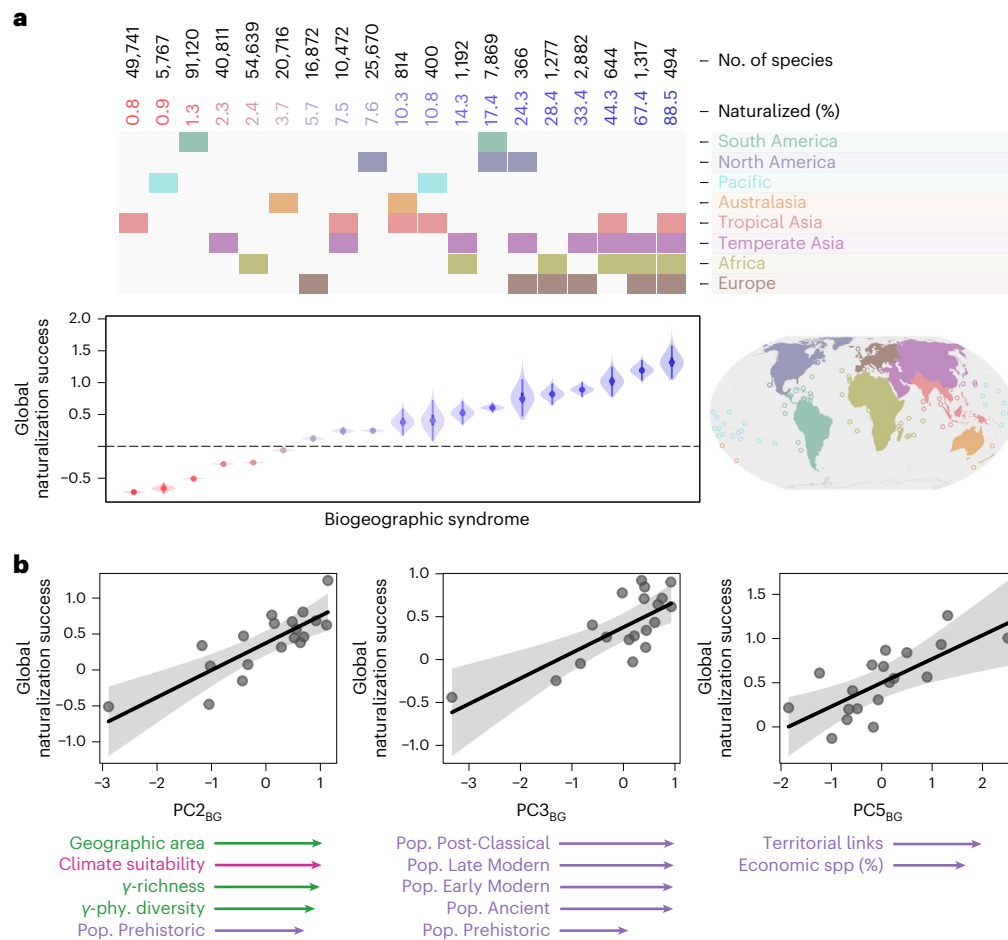 a
49,741 5,767 91,120 40,811 54,639 20,716 16,872 10,472 25,670 814 400 1,192 7,869 366 1,277 2,882 644 1,317 494 No. of species
0.8 0.9 1.3 2.3 2.4 3.7 5.7 7.5 7.6 10.3 10.8 14.3 17.4 24.3 28.4 33.4 44.3 67.4 88.5 Naturalized (%)
South America
North America
Pacific
Australasia
Tropical Asia
Temperate Asia
Africa
Europe
Global
naturalization success
2.0
1.5
1.0
0.5
−0.5
Biogeographic syndrome
b
Global
naturalization success
1.0
0.5
0
−0.5
−1.0
−3 −2 −1 0 1
PC2BG
Geographic area
Climate suitability
γ-richness
γ-phy. diversity
Pop. Prehistoric
Global
naturalization success
1.0
0.5
0
−0.5
−1.0
−3 −2 −1 0 1
PC3BG
Pop. Post-Classical
Pop. Late Modern
Pop. Early Modern
Pop. Ancient
Pop. Prehistoric
Global
naturalization success
1.5
1.0
0.5
0
−2 −1 0 1 2
PC5BG
Territorial links
Economic spp (%)